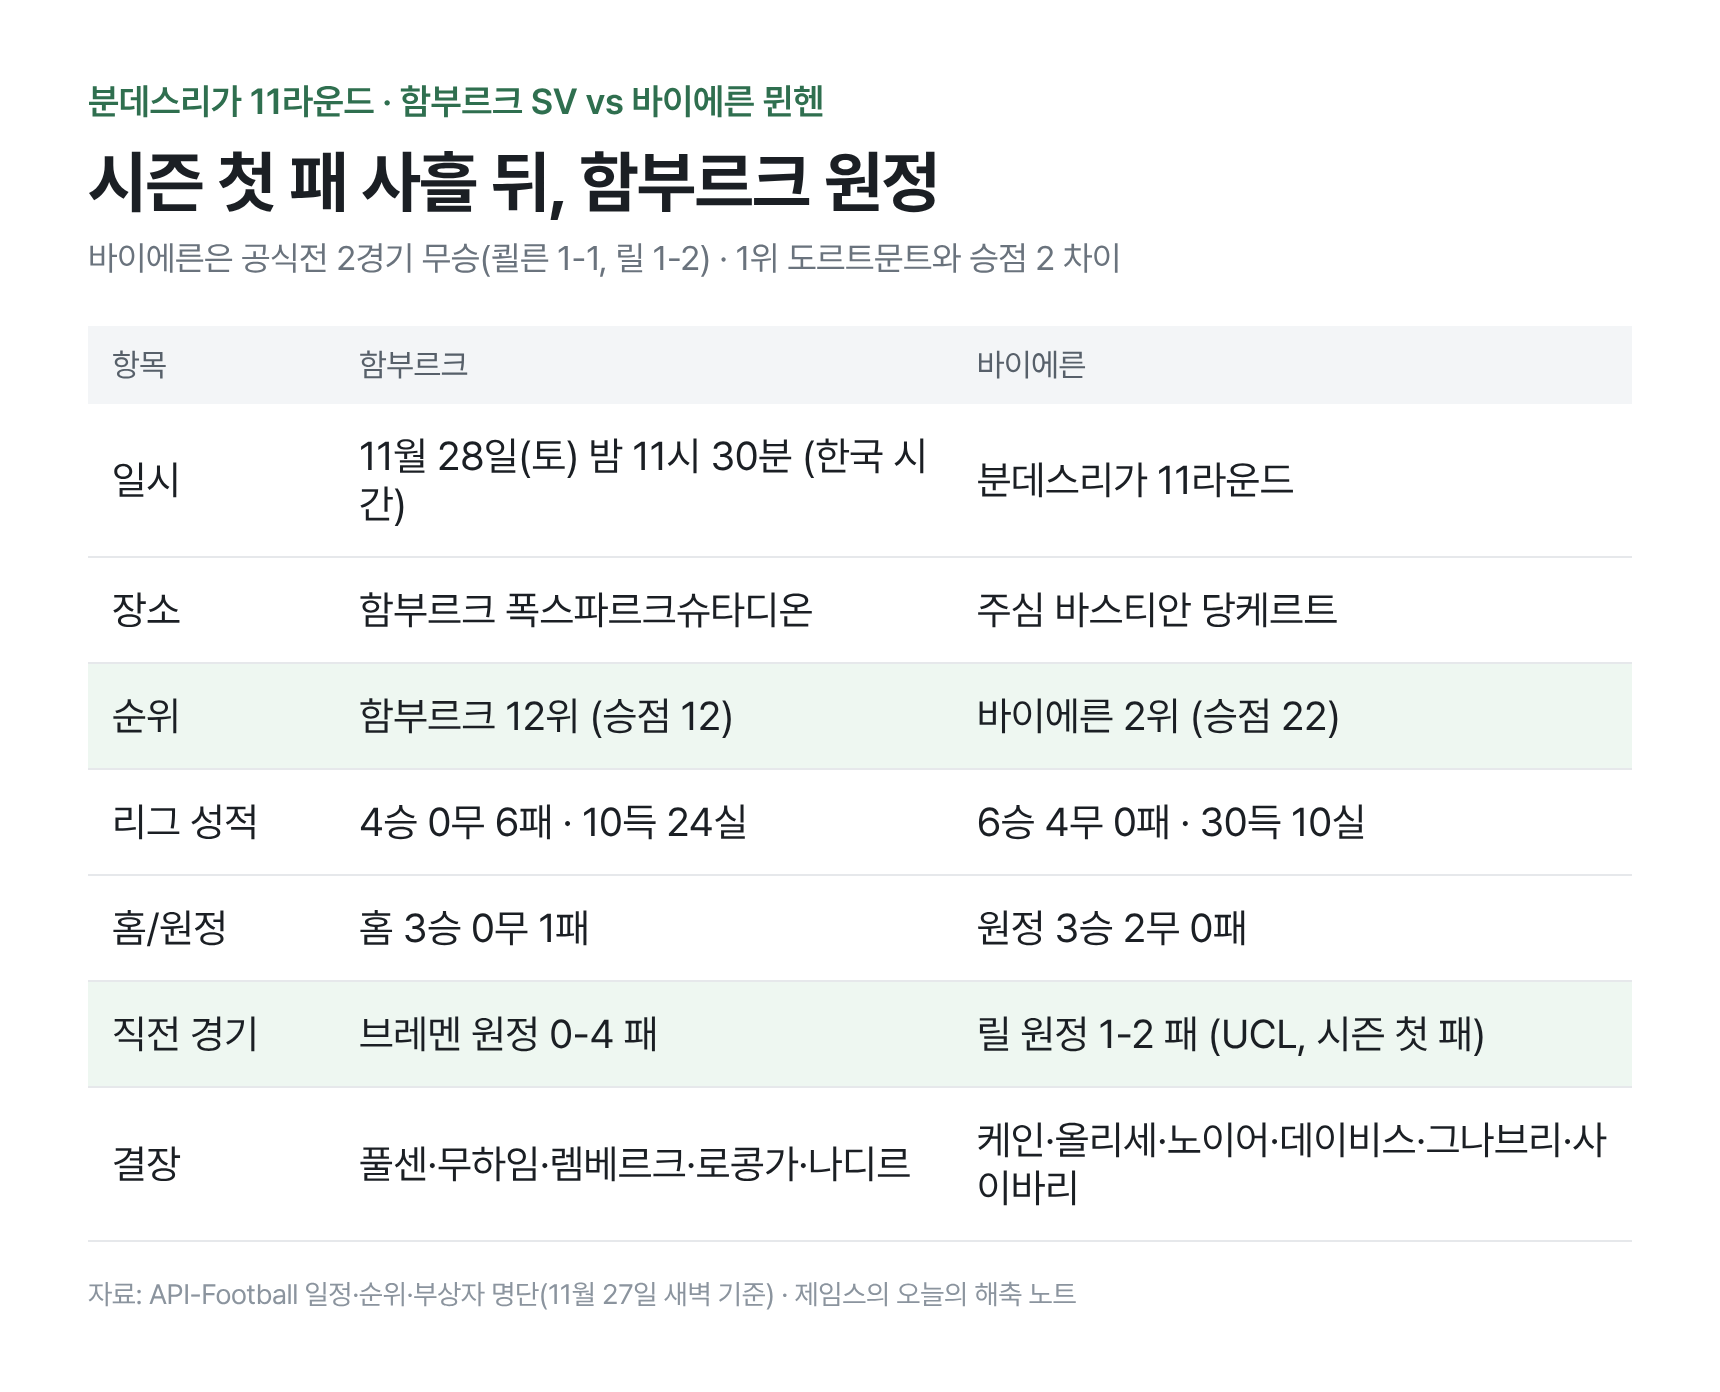 분데스리가 11라운드 · 함부르크 SV vs 바이에른 뮌헨
시즌 첫 패 사흘 뒤, 함부르크 원정
바이에른은 공식전 2경기 무승(쾰른 1-1, 릴 1-2) · 1위 도르트문트와 승점 2 차이
항목 함부르크 바이에른
일시 11월 28일(토) 밤 11시 30분 (한국 시 분데스리가 11라운드
간)
장소 함부르크 폭스파르크슈타디온 주심 바스티안 당케르트
순위 함부르크 12위 (승점 12) 바이에른 2위 (승점 22)
리그 성적 4승 0무 6패 · 10득 24실 6승 4무 0패 · 30득 10실
홈/원정 홈 3승 0무 1패 원정 3승 2무 0패
직전 경기 브레멘 원정 0-4 패 릴 원정 1-2 패 (UCL, 시즌 첫 패)
결장 풀센·무하임·렘베르크·로콩가·나디르 케인·올리세·노이어·데이비스·그나브리·사
이바리
자료: API-Football 일정·순위·부상자 명단(11월 27일 새벽 기준) · 제임스의 오늘의 해축 노트